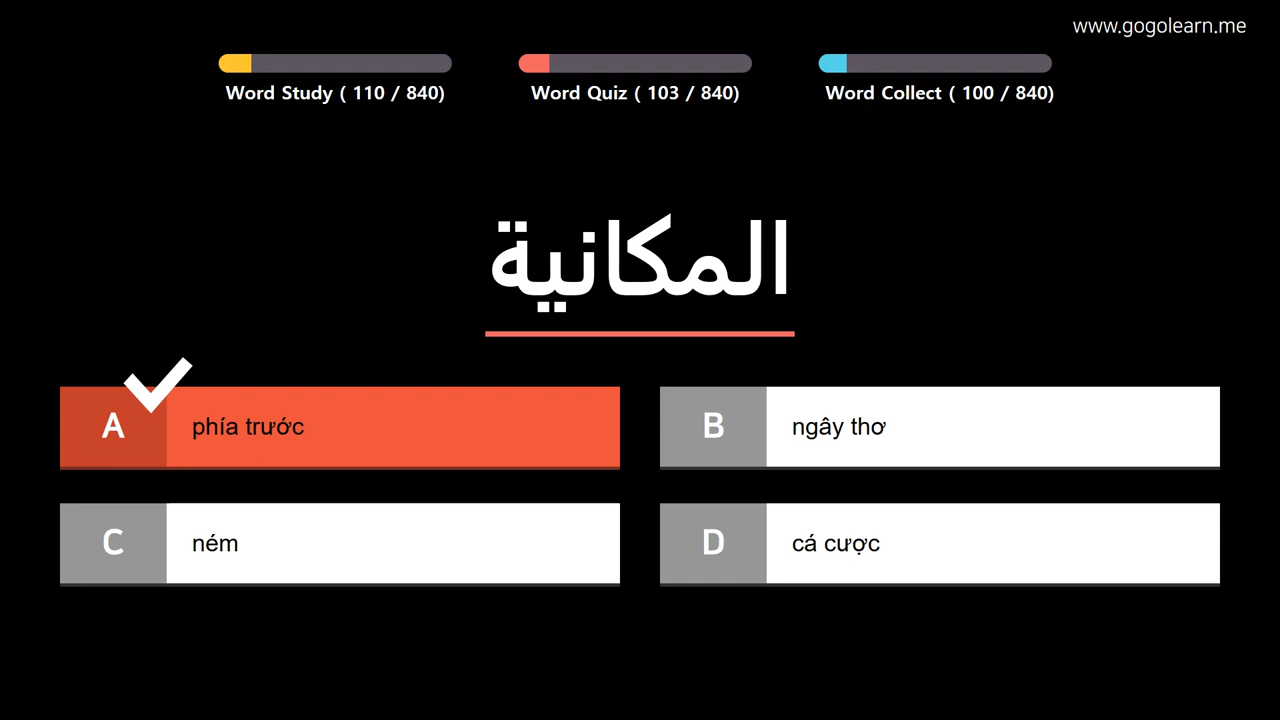 www.gogolearn.me
Word Study ( 110 / 840)
Word Quiz ( 103 / 840)
Word Collect ( 100 / 840)
المكانية
A phía trước
B ngây thơ
C ném
D cá cược